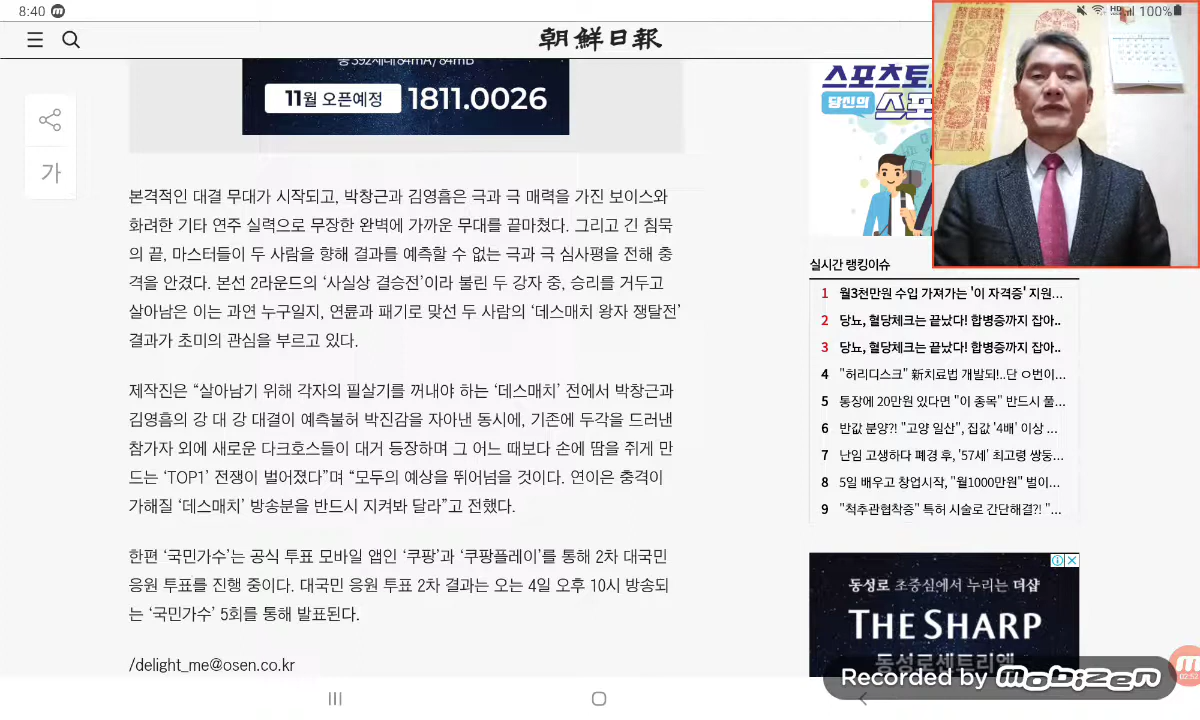 8:40
HD
100%
朝鮮日報
총 392세대 84㎡A / 84㎡B
11월 오픈예정 1811.0026
가
본격적인 대결 무대가 시작되고, 박창근과 김영흠은 극과 극 매력을 가진 보이스와
화려한 기타 연주 실력으로 무장한 완벽에 가까운 무대를 끝마쳤다. 그리고 긴 침묵
의 끝, 마스터들이 두 사람을 향해 결과를 예측할 수 없는 극과 극 심사평을 전해 충
격을 안겼다. 본선 2라운드의 ‘사실상 결승전’이라 불린 두 강자 중, 승리를 거두고
살아남은 이는 과연 누구일지, 연륜과 패기로 맞선 두 사람의 ‘데스매치 왕자 쟁탈전’
결과가 초미의 관심을 부르고 있다.
제작진은 “살아남기 위해 각자의 필살기를 꺼내야 하는 ‘데스매치’ 전에서 박창근과
김영흠의 강 대 강 대결이 예측불허 박진감을 자아낸 동시에, 기존에 두각을 드러낸
참가자 외에 새로운 다크호스들이 대거 등장하며 그 어느 때보다 손에 땀을 쥐게 만
드는 ‘TOP1’ 전쟁이 벌어졌다”며 “모두의 예상을 뛰어넘을 것이다. 연이은 충격이
가해질 ‘데스매치’ 방송분을 반드시 지켜봐 달라”고 전했다.
한편 ‘국민가수’는 공식 투표 모바일 앱인 ‘쿠팡’과 ‘쿠팡플레이’를 통해 2차 대국민
응원 투표를 진행 중이다. 대국민 응원 투표 2차 결과는 오는 4일 오후 10시 방송되
는 ‘국민가수’ 5회를 통해 발표된다.
/delight_me@osen.co.kr
스포츠토
당신의 스포
실시간 랭킹이슈
1 월3천만원 수입 가져가는 '이 자격증' 지원...
2 당뇨, 혈당체크는 끝났다! 합병증까지 잡아..
3 당뇨, 혈당체크는 끝났다! 합병증까지 잡아..
4 "허리디스크" 新치료법 개발되!..단 ㅇ번이...
5 통장에 20만원 있다면 "이 종목" 반드시 풀...
6 반값 분양?! "고양 일산", 집값 '4배' 이상 ...
7 난임 고생하다 폐경 후, '57세' 최고령 쌍둥...
8 5일 배우고 창업시작, "월1000만원" 벌이...
9 "척추관협착증" 특허 시술로 간단해결?! "...
동성로 초중심에서 누리는 더샵
THE SHARP
동성로센트리엘
Recorded by mobizen
02:52